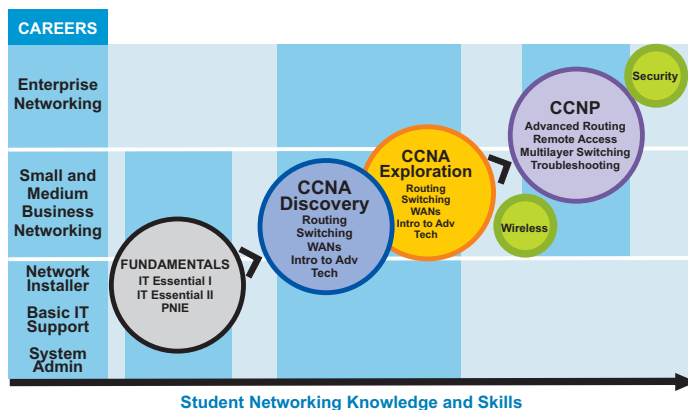 CAREERS
Enterprise
Networking
Small and
Medium
Business
Networking
Network
Installer
Basic IT
Support
System
Admin
FUNDAMENTALS
IT Essential I
IT Essential II
PNIE
CCNA
Discovery
Routing
Switching
WANs
Intro to Adv
Tech
CCNA
Exploration
Routing
Switching
WANs
Intro to Adv
Tech
Wireless
CCNP
Advanced Routing
Remote Access
Multilayer Switching
Troubleshooting
Security
Student Networking Knowledge and Skills